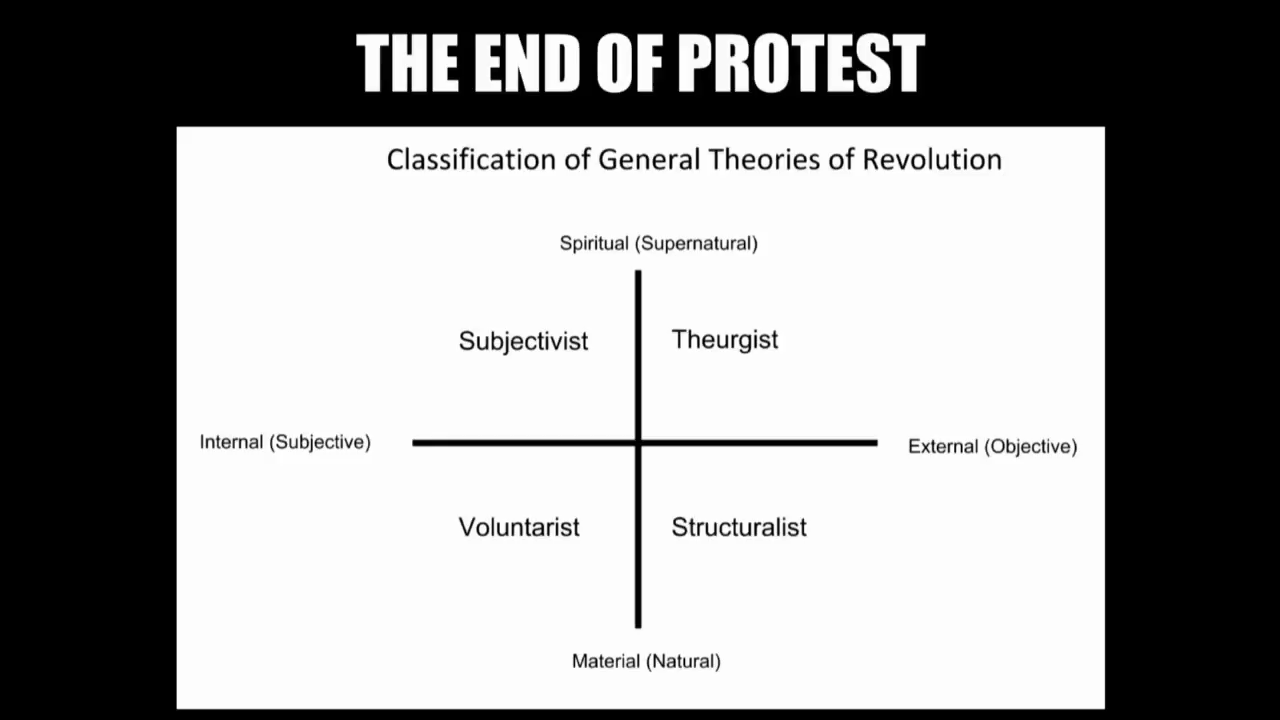 THE END OF PROTEST
Classification of General Theories of Revolution
Spiritual (Supernatural)
Subjectivist
Theurgist
Internal (Subjective)
External (Objective)
Voluntarist
Structuralist
Material (Natural)